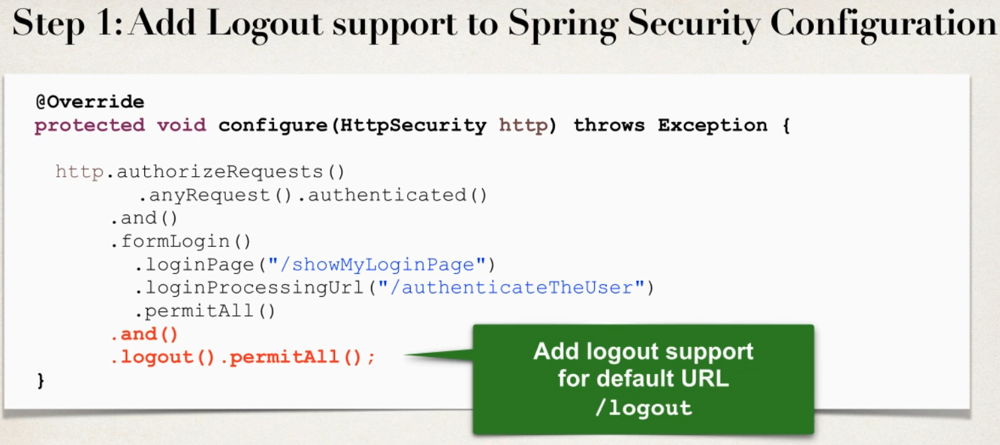 Step 1: Add Logout support to Spring Security Configuration
@Override
protected void configure(HttpSecurity http) throws Exception {
http.authorizeRequests()
.anyRequest().authenticated()
.and()
.formLogin()
.loginPage("/showMyLoginPage")
.loginProcessingUrl("/authenticateTheUser")
.permitAll()
.and()
.logout().permitAll();
}
Add logout support
for default URL
/logout